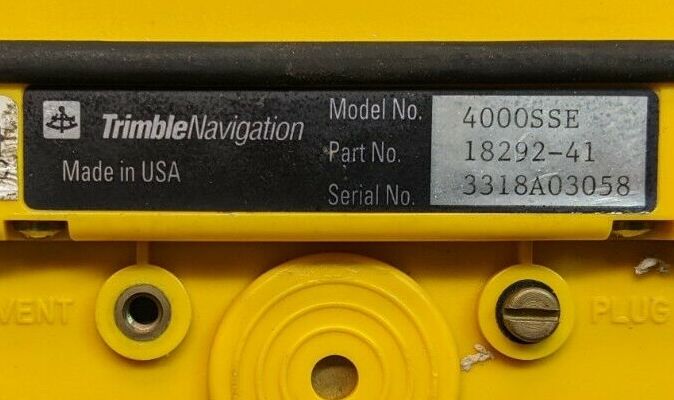 TrimbleNavigation
Made in USA
Model No. 4000SSE
Part No. 18292-41
Serial No. 3318A03058
VENT
PLUG